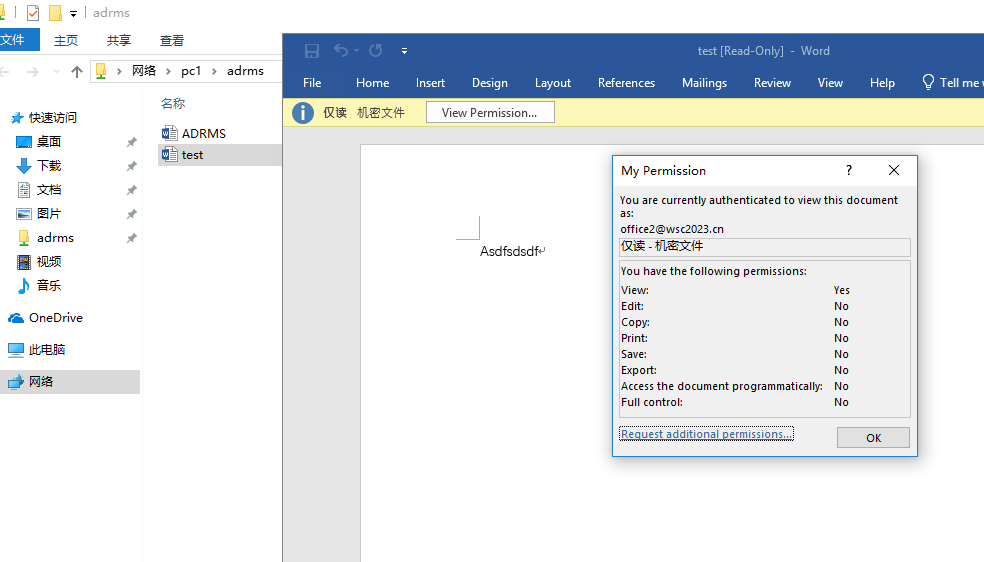 adrms
文件
主页
共享
查看
网络 > pc1 > adrms
名称
快速访问
桌面
下载
文档
图片
adrms
视频
音乐
OneDrive
此电脑
网络
ADRMS
test
test [Read-Only] - Word
File Home Insert Design Layout References Mailings Review View Help Tell me
仅读 机密文件 View Permission...
Asdfsdsdf
My Permission
You are currently authenticated to view this document
as:
office2@wsc2023.cn
仅读 - 机密文件
You have the following permissions:
View: Yes
Edit: No
Copy: No
Print: No
Save: No
Export: No
Access the document programmatically: No
Full control: No
Request additional permissions...
OK